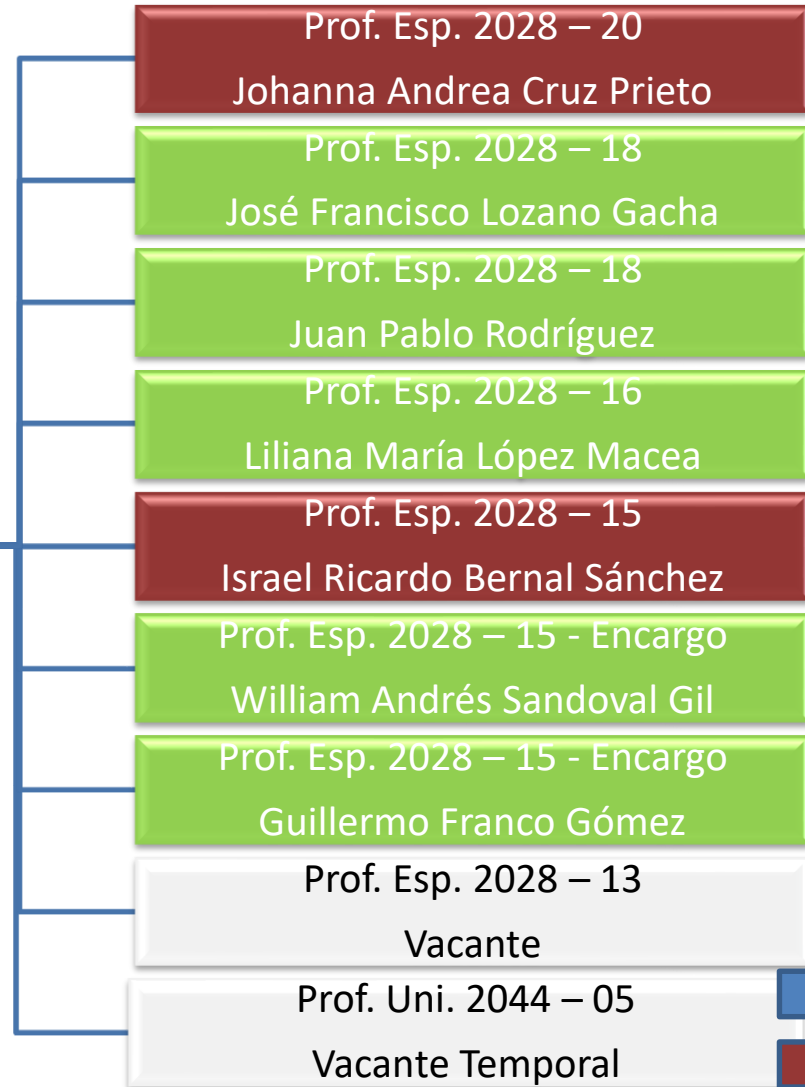 Prof. Esp. 2028 – 20
Johanna Andrea Cruz Prieto
Prof. Esp. 2028 – 18
José Francisco Lozano Gacha
Prof. Esp. 2028 – 18
Juan Pablo Rodríguez
Prof. Esp. 2028 – 16
Liliana María López Macea
Prof. Esp. 2028 – 15
Israel Ricardo Bernal Sánchez
Prof. Esp. 2028 – 15 - Encargo
William Andrés Sandoval Gil
Prof. Esp. 2028 – 15 - Encargo
Guillermo Franco Gómez
Prof. Esp. 2028 – 13
Vacante
Prof. Uni. 2044 – 05
Vacante Temporal